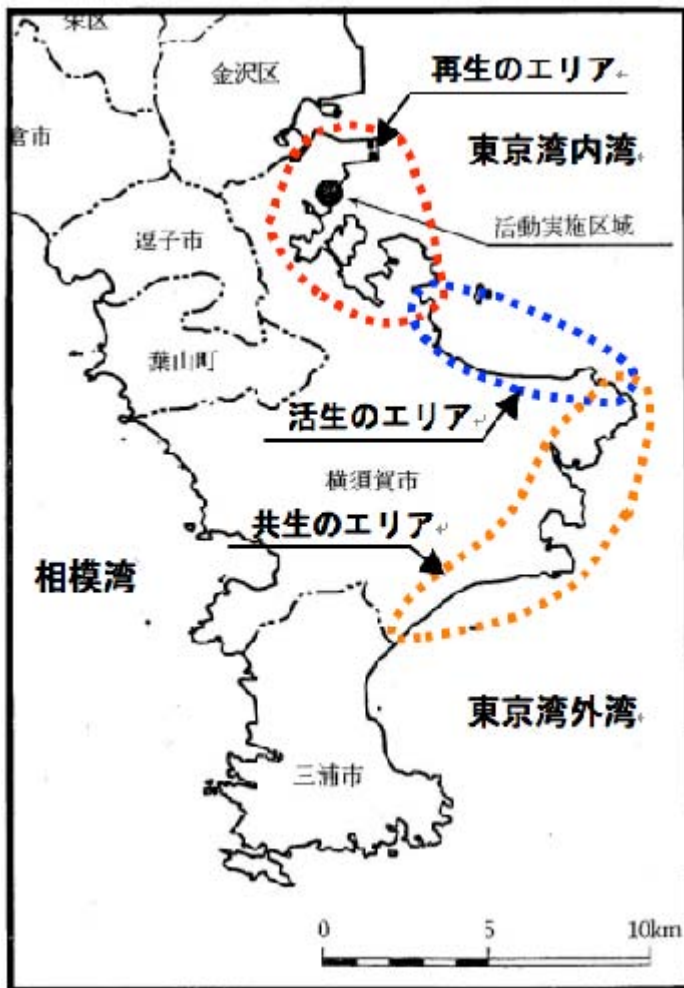 栄区
金沢区
再生のエリア
倉市
東京湾内湾
活動実施区域
逗子市
葉山町
活生のエリア
横須賀市
共生のエリア
相模湾
東京湾外湾
三浦市
0 5 10km